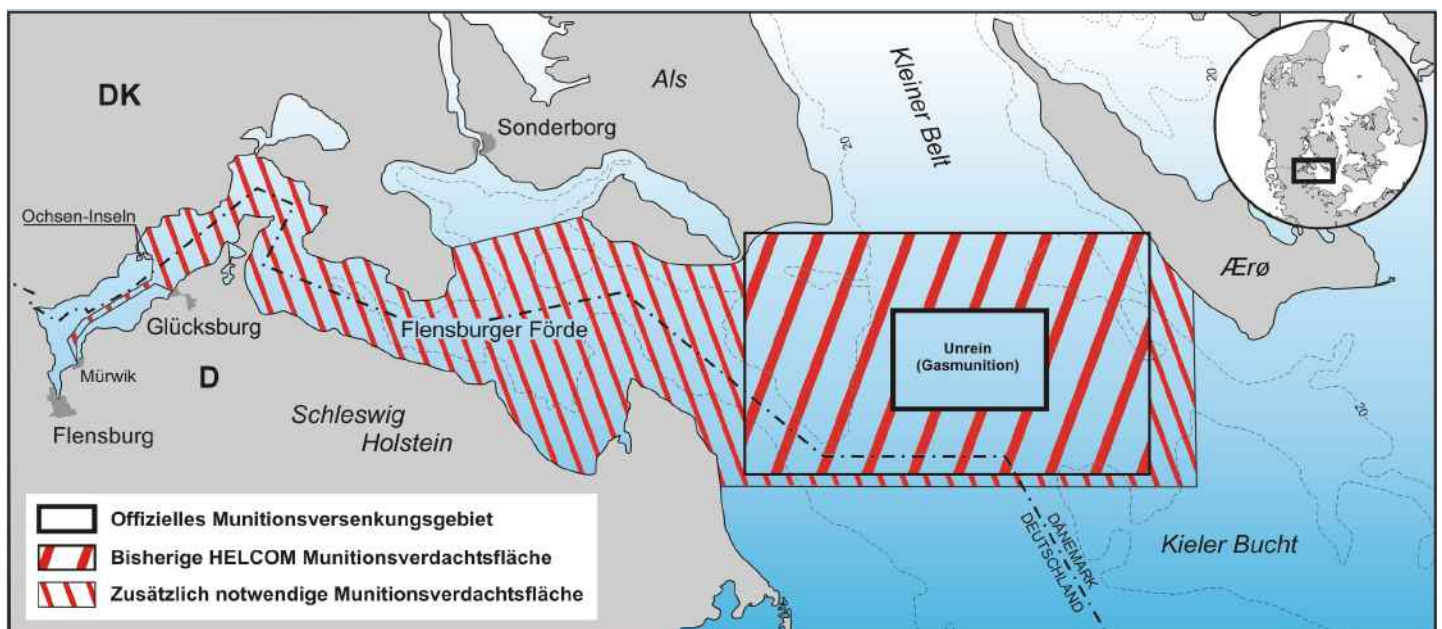 DK
Als
Kleiner Belt
20
20
Sonderborg
Ochsen-Inseln
Ærø
Glücksburg
Flensburger Förde
Unrein
(Gasmunition)
Mürwik
D
Flensburg
Schleswig
Holstein
20
DÄNEMARK
DEUTSCHLAND
Kieler Bucht
Offizielles Munitionsversenkungsgebiet
Bisherige HELCOM Munitionsverdachtsfläche
Zusätzlich notwendige Munitionsverdachtsfläche